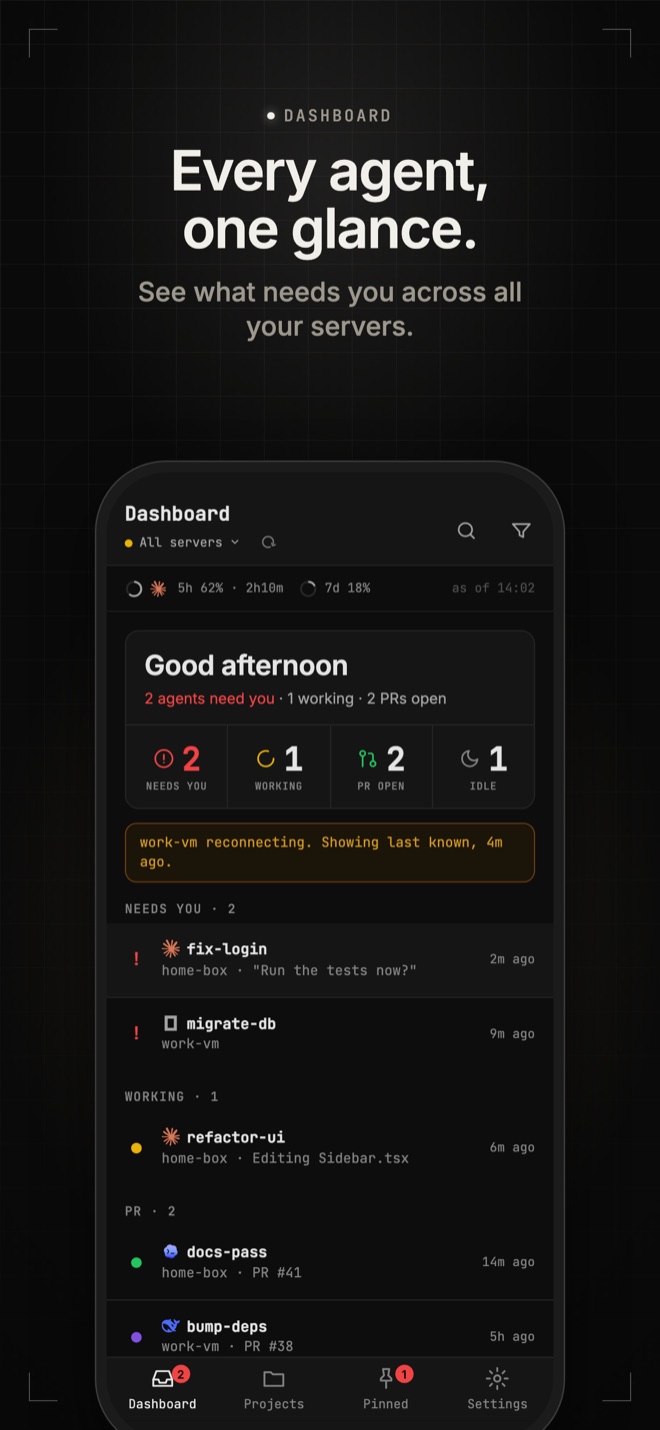 DASHBOARD
Every agent,
one glance.
See what needs you across all
your servers.
Dashboard
All servers
5h 62% · 2h10m 7d 18% as of 14:02
Good afternoon
2 agents need you · 1 working · 2 PRs open
2 1 2 1
NEEDS YOU WORKING PR OPEN IDLE
work-vm reconnecting. Showing last known, 4m
ago.
NEEDS YOU · 2
! fix-login
home-box · "Run the tests now?" 2m ago
! migrate-db
work-vm 9m ago
WORKING · 1
refactor-ui
home-box · Editing Sidebar.tsx 6m ago
PR · 2
docs-pass
home-box · PR #41 14m ago
bump-deps
work-vm · PR #38 5h ago
2 1
Dashboard Projects Pinned Settings